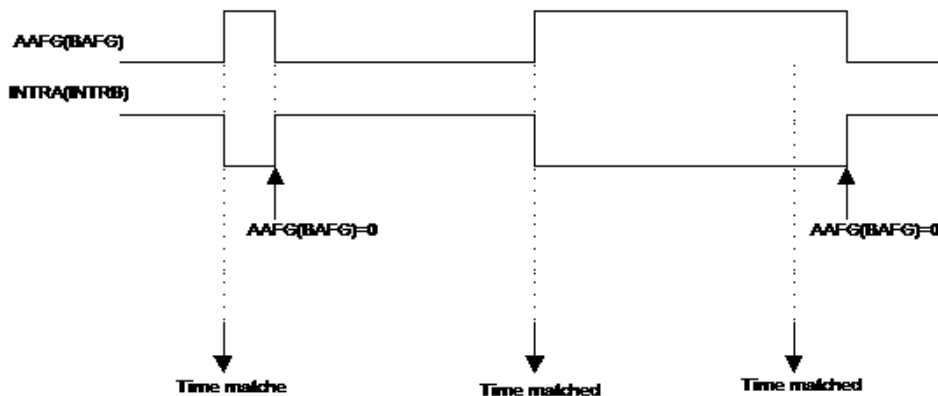 AAFG(BAFG)
INTRA(INTRB)
AAFG(BAFG)=0
AAFG(BAFG)=0
Time matche
Time matched
Time matched